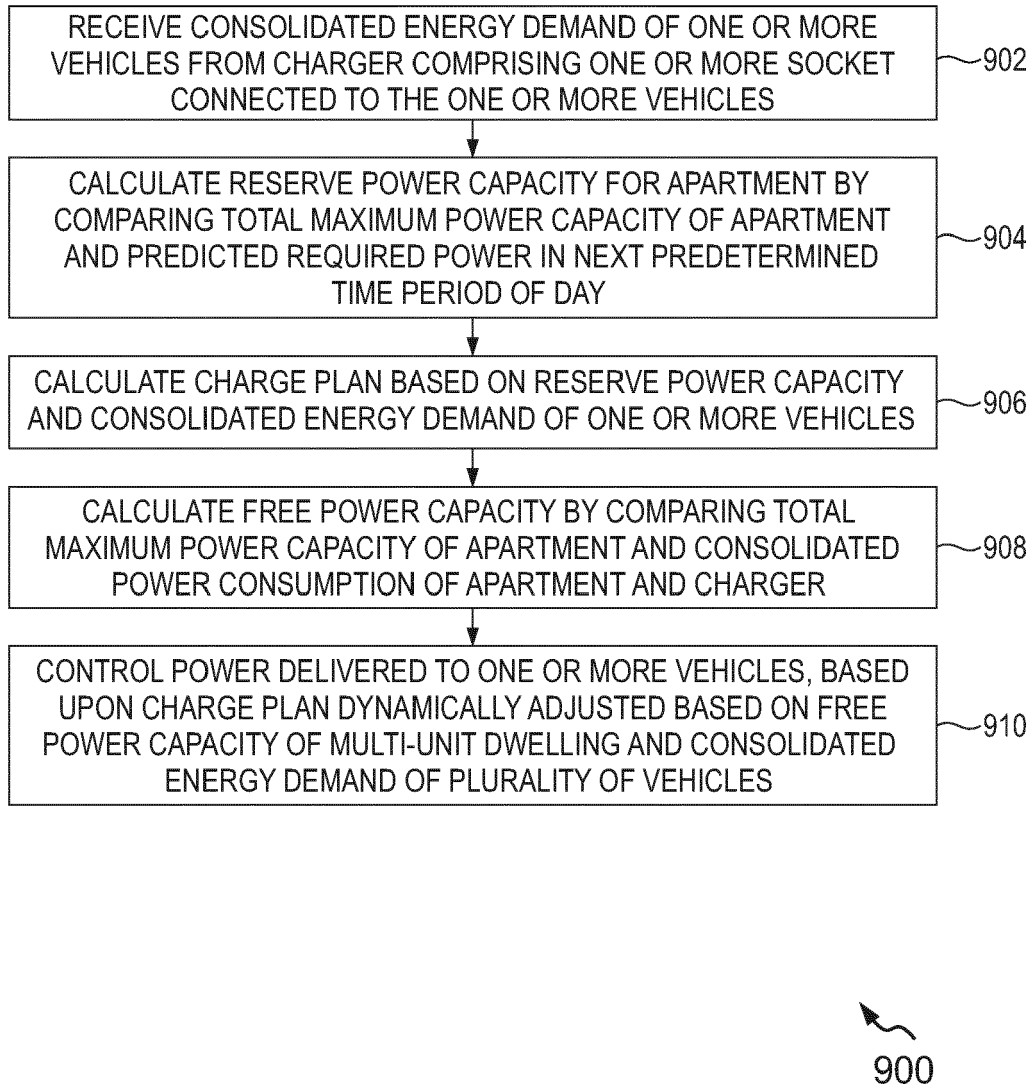 RECEIVE CONSOLIDATED ENERGY DEMAND OF ONE OR MORE
VEHICLES FROM CHARGER COMPRISING ONE OR MORE SOCKET
CONNECTED TO THE ONE OR MORE VEHICLES
902
CALCULATE RESERVE POWER CAPACITY FOR APARTMENT BY
COMPARING TOTAL MAXIMUM POWER CAPACITY OF APARTMENT
AND PREDICTED REQUIRED POWER IN NEXT PREDETERMINED
TIME PERIOD OF DAY
904
CALCULATE CHARGE PLAN BASED ON RESERVE POWER CAPACITY
AND CONSOLIDATED ENERGY DEMAND OF ONE OR MORE VEHICLES
906
CALCULATE FREE POWER CAPACITY BY COMPARING TOTAL
MAXIMUM POWER CAPACITY OF APARTMENT AND CONSOLIDATED
POWER CONSUMPTION OF APARTMENT AND CHARGER
908
CONTROL POWER DELIVERED TO ONE OR MORE VEHICLES, BASED
UPON CHARGE PLAN DYNAMICALLY ADJUSTED BASED ON FREE
POWER CAPACITY OF MULTI-UNIT DWELLING AND CONSOLIDATED
ENERGY DEMAND OF PLURALITY OF VEHICLES
910
900